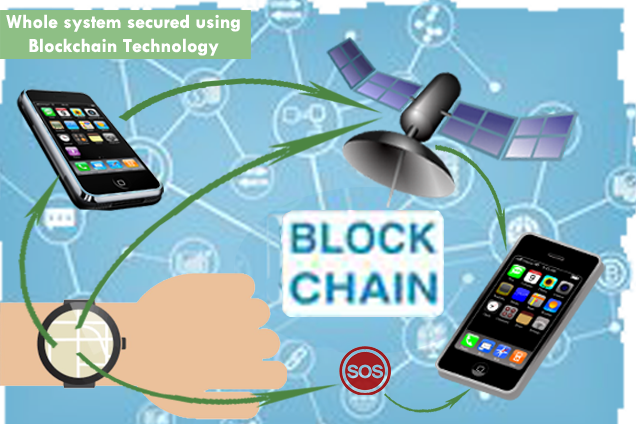 Whole system secured using
Blockchain Technology
BLOCK
CHAIN
SOS